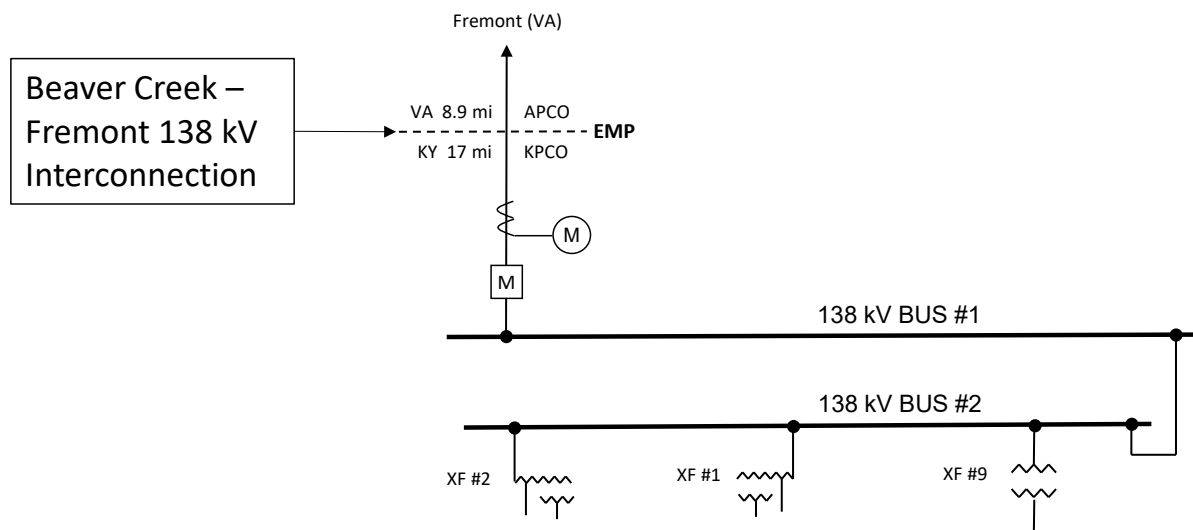 Fremont (VA)
Beaver Creek –
Fremont 138 kV
Interconnection
VA 8.9 mi APCO
EMP
KY 17 mi KPCO
M
M
138 kV BUS #1
138 kV BUS #2
XF #2
XF #1
XF #9